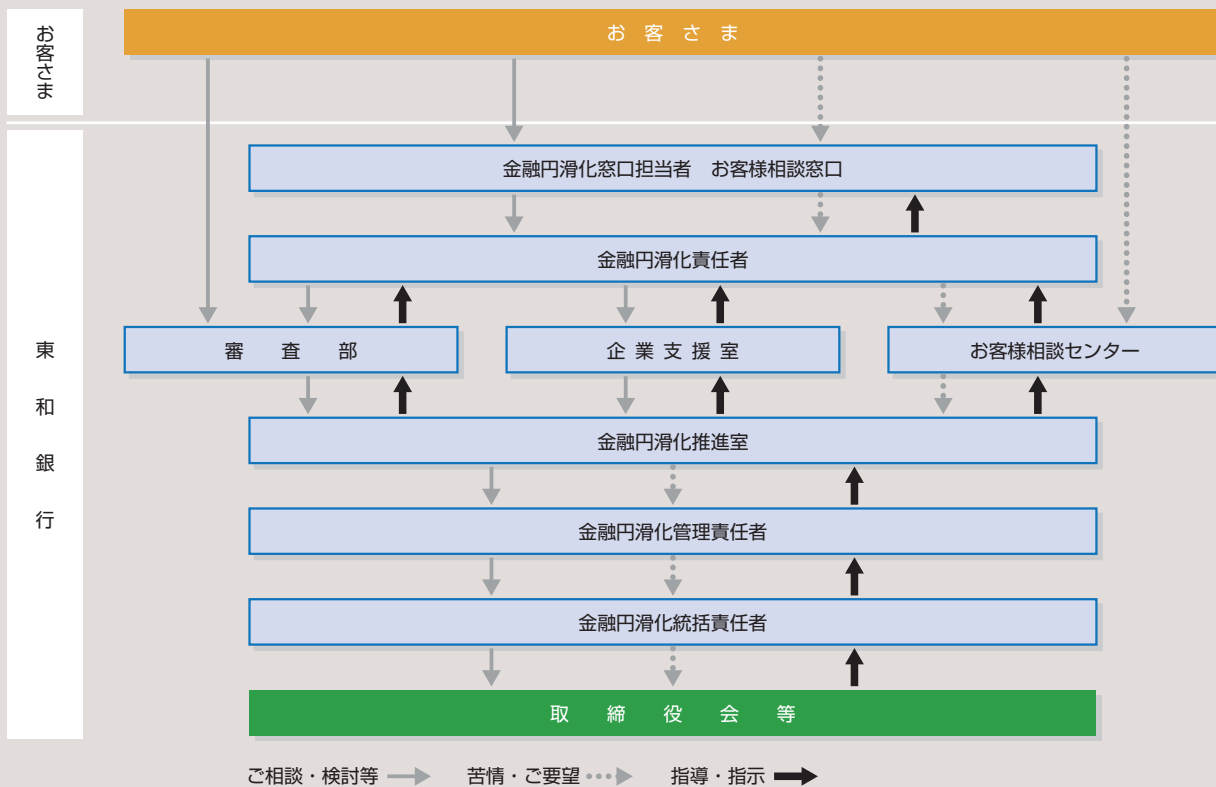 お客さま
お客さま
金融円滑化窓口担当者　お客様相談窓口
金融円滑化責任者
東和銀行
審査部
企業支援室
お客様相談センター
金融円滑化推進室
金融円滑化管理責任者
金融円滑化統括責任者
取締役会等
ご相談・検討等
苦情・ご要望
指導・指示